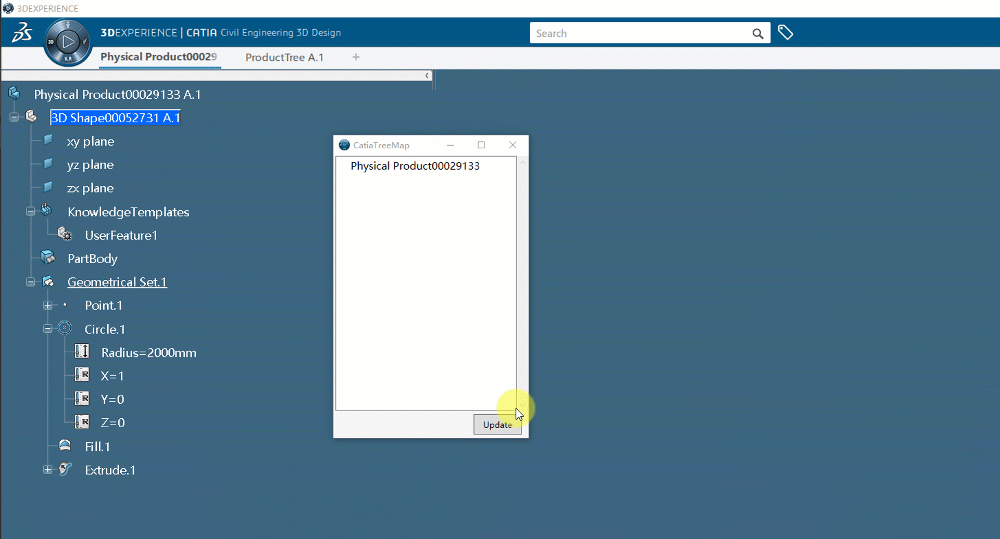 3DEXPERIENCE
3DEXPERIENCE | CATIA Civil Engineering 3D Design
Search
Physical Product00029
ProductTree A.1
Physical Product00029133 A.1
3D Shape00052731 A.1
xy plane
yz plane
zx plane
KnowledgeTemplates
UserFeature1
PartBody
Geometrical Set.1
Point.1
Circle.1
Radius=2000mm
X=1
Y=0
Z=0
Fill.1
Extrude.1
CatiaTreeMap
Physical Product00029133
Update